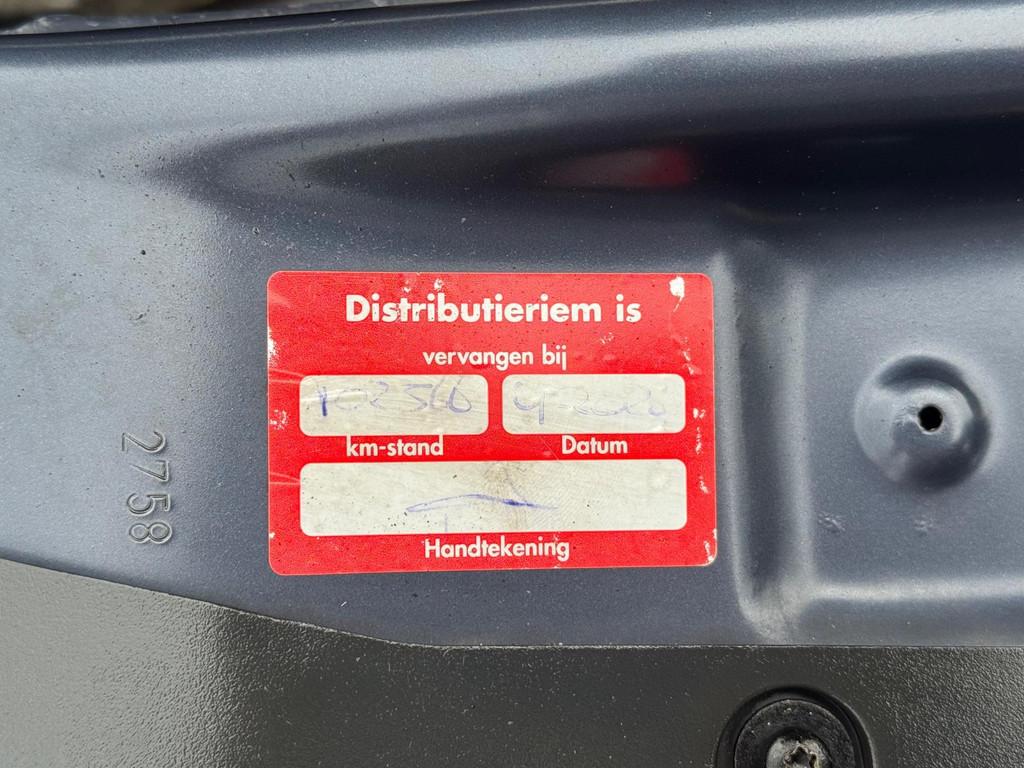 Distributieriem is
vervangen bij
km-stand
Datum
Handtekening
2758